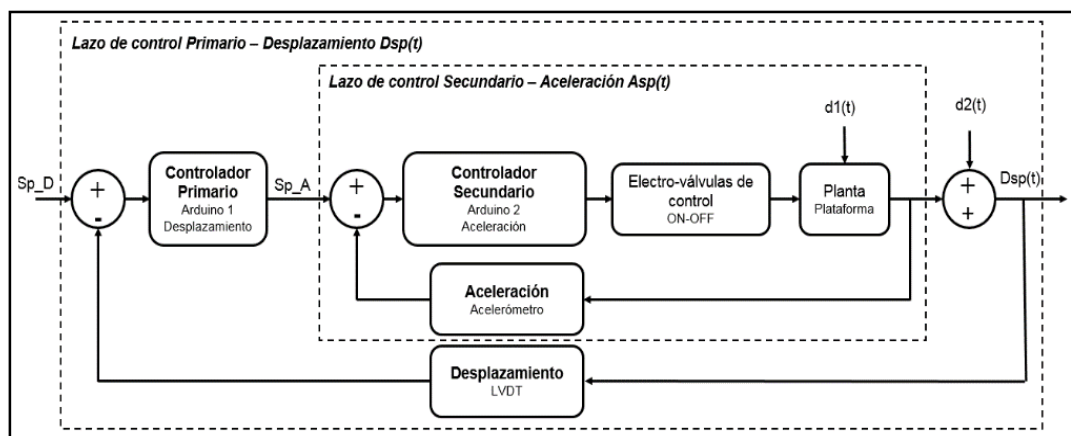 Lazo de control Primario – Desplazamiento Dsp(t)
Lazo de control Secundario – Aceleración Asp(t)
d1(t)
d2(t)
Sp_D
+
-
Controlador
Primario
Arduino 1
Desplazamiento
Sp_A
+
-
Controlador
Secundario
Arduino 2
Aceleración
Electro-válvulas de
control
ON-OFF
Planta
Plataforma
+
+
Dsp(t)
Aceleración
Acelerómetro
Desplazamiento
LVDT